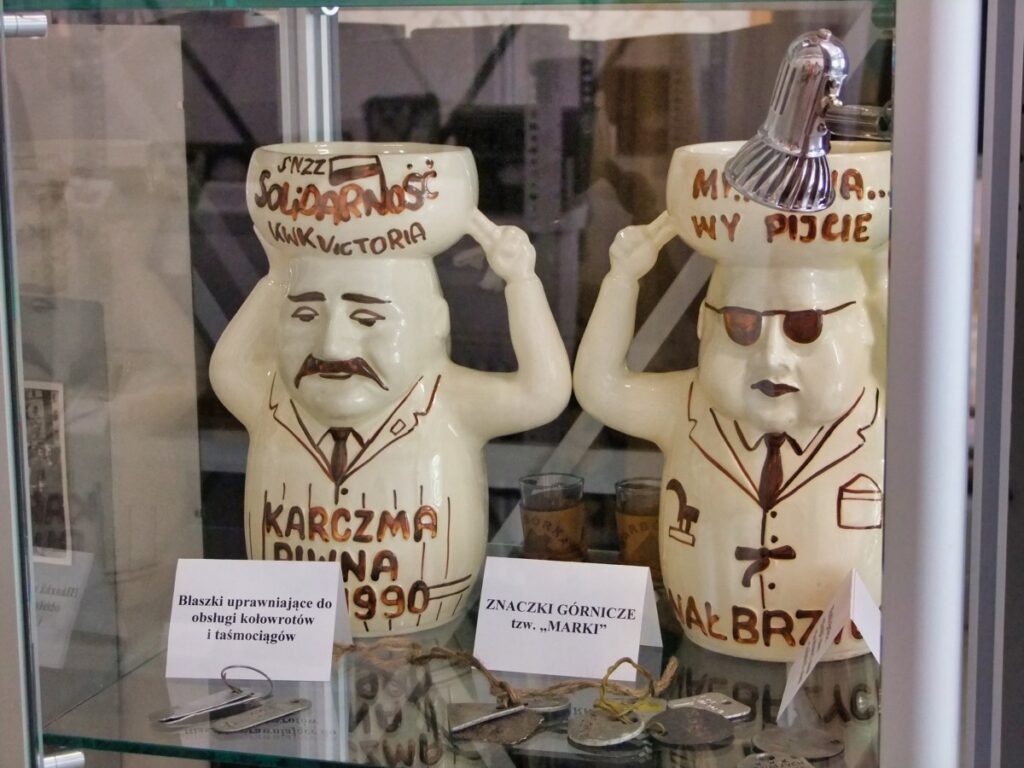 SNZZ
SOLIDARNOŚĆ
KWK VICTORIA
KARCZMA
PIWNA
1990
WY PIJCIE
Blaszki uprawniające do
obsługi kołowrotów
i taśmociągów
ZNACZKI GÓRNICZE
tzw. „MARKI”